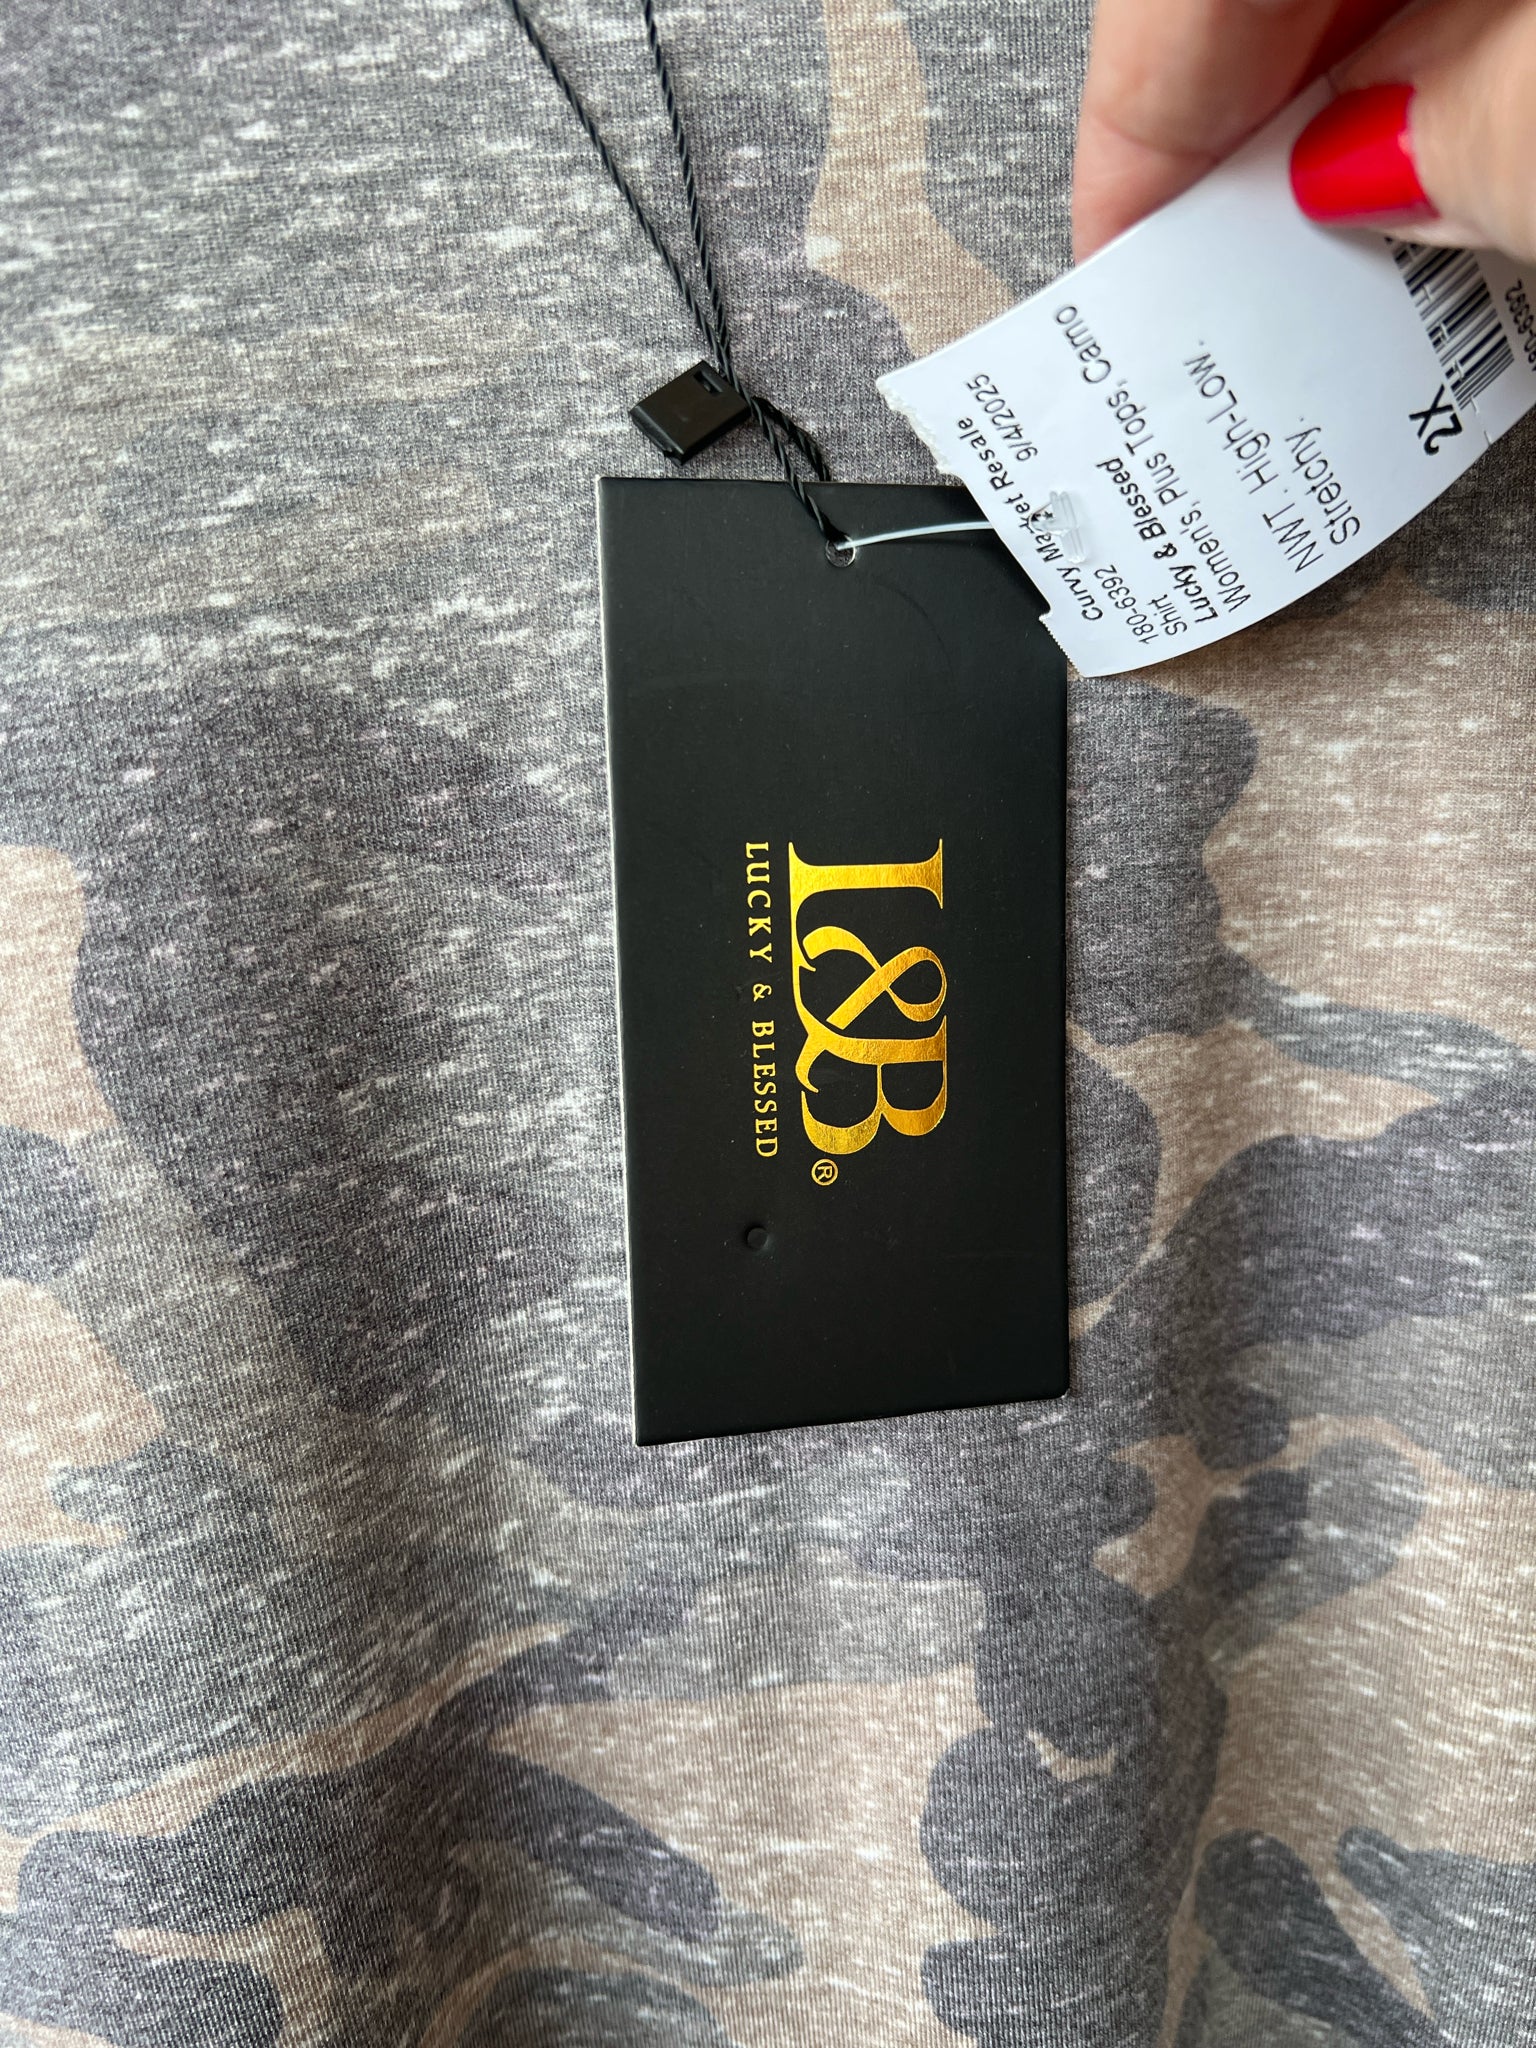 L&B®
LUCKY & BLESSED
Curvy Market Resale
180-6392 9/4/2025
Shirt
Lucky & Blessed
Women's, Plus Tops, Camo
NWT. High-Low.
Stretchy.
2X